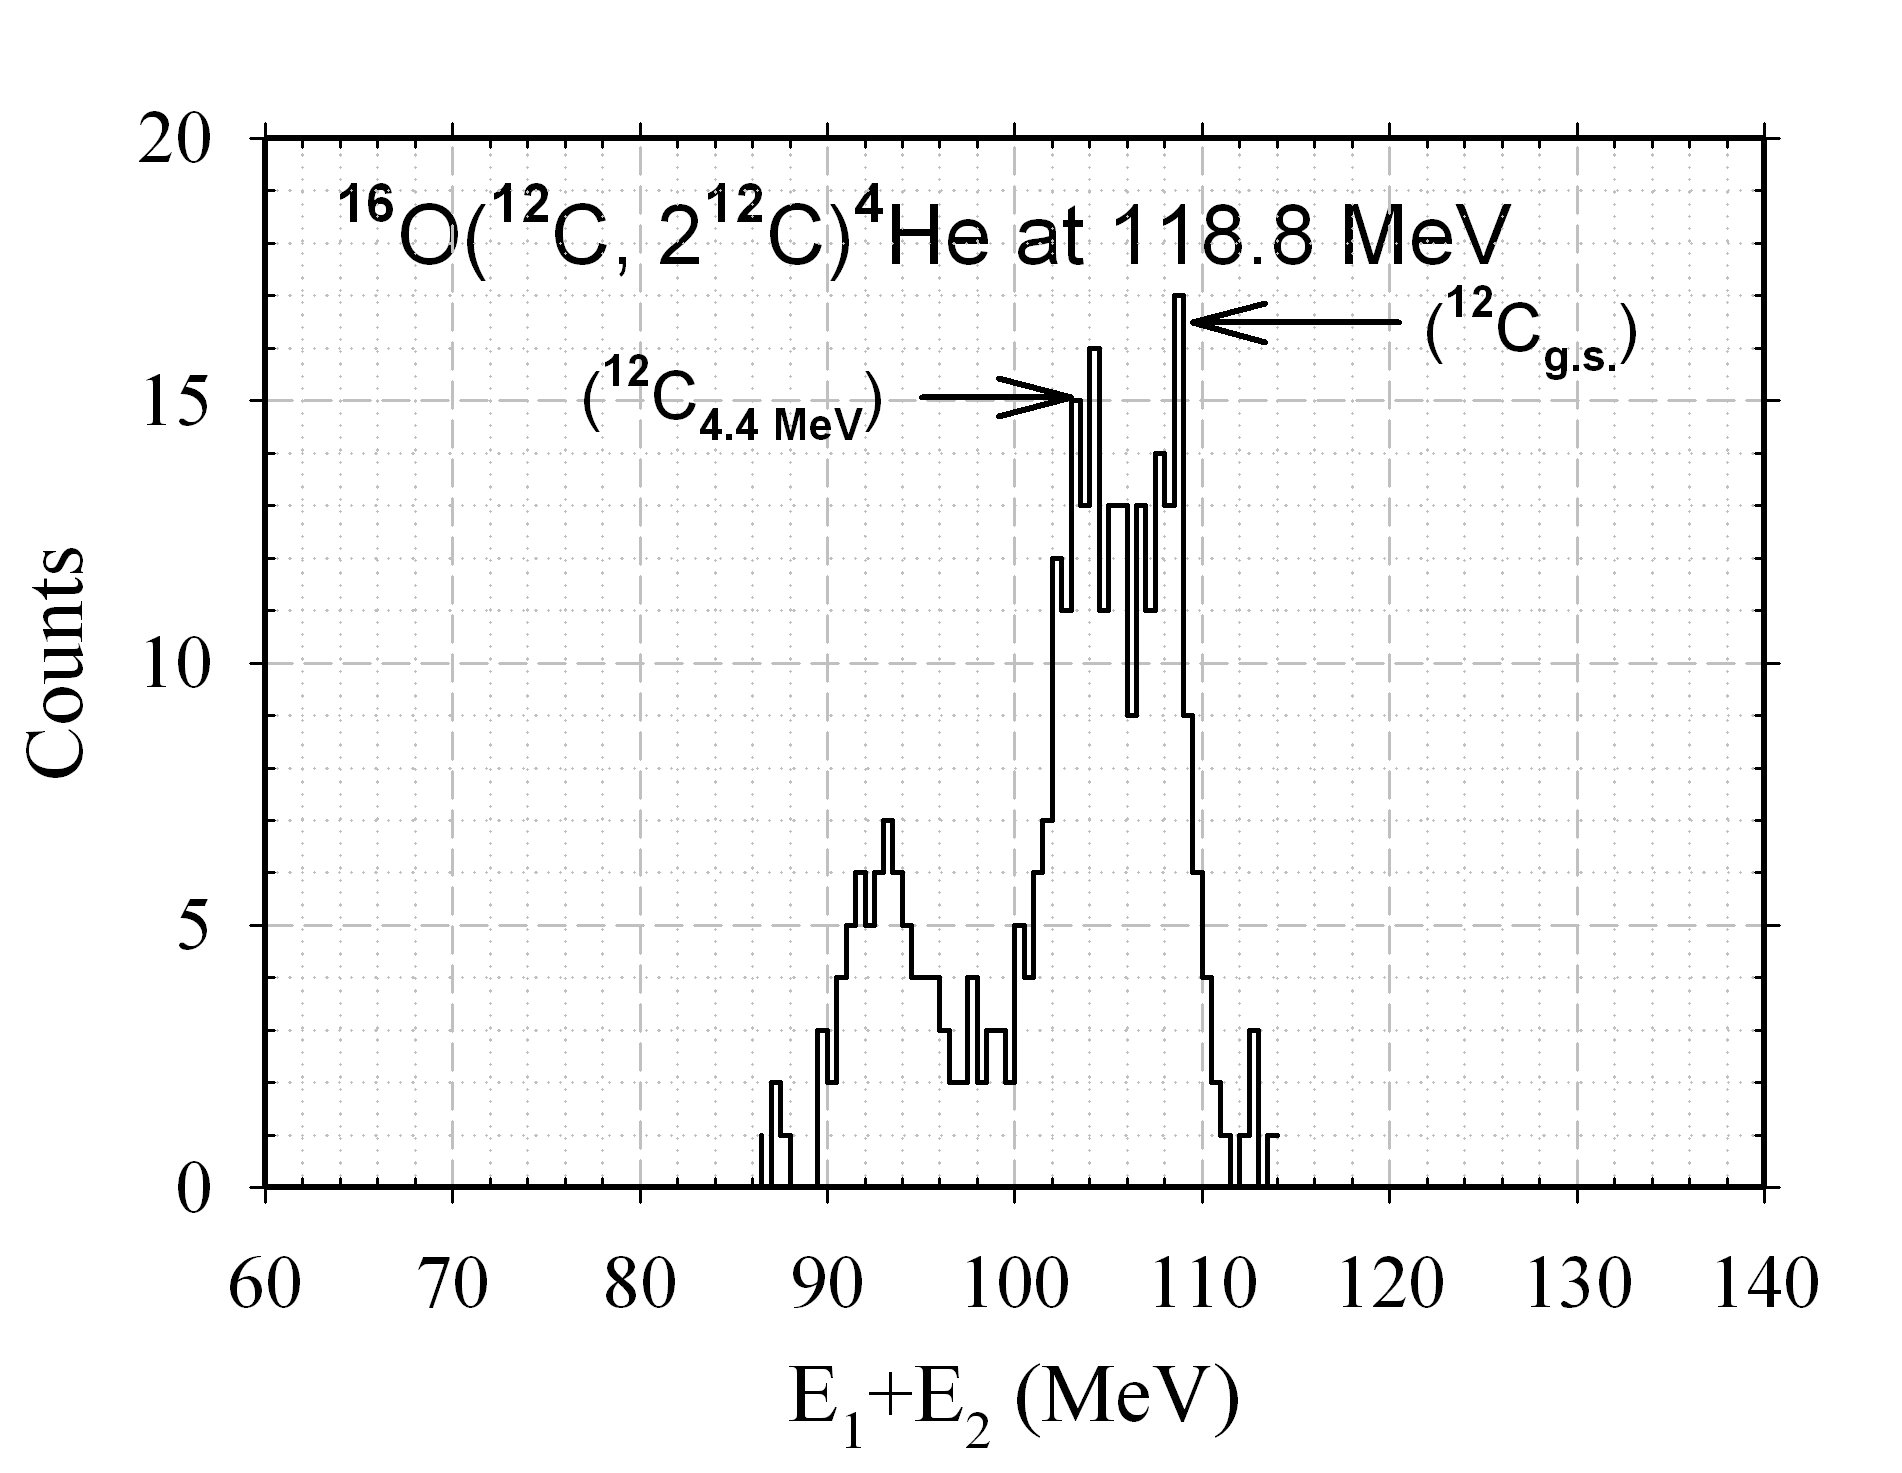 20
¹⁶O(¹²C, 2¹²C)⁴He at 118.8 MeV
(¹²C_g.s.)
(¹²C_4.4 MeV)
15
10
5
0
Counts
60 70 80 90 100 110 120 130 140
E₁+E₂ (MeV)